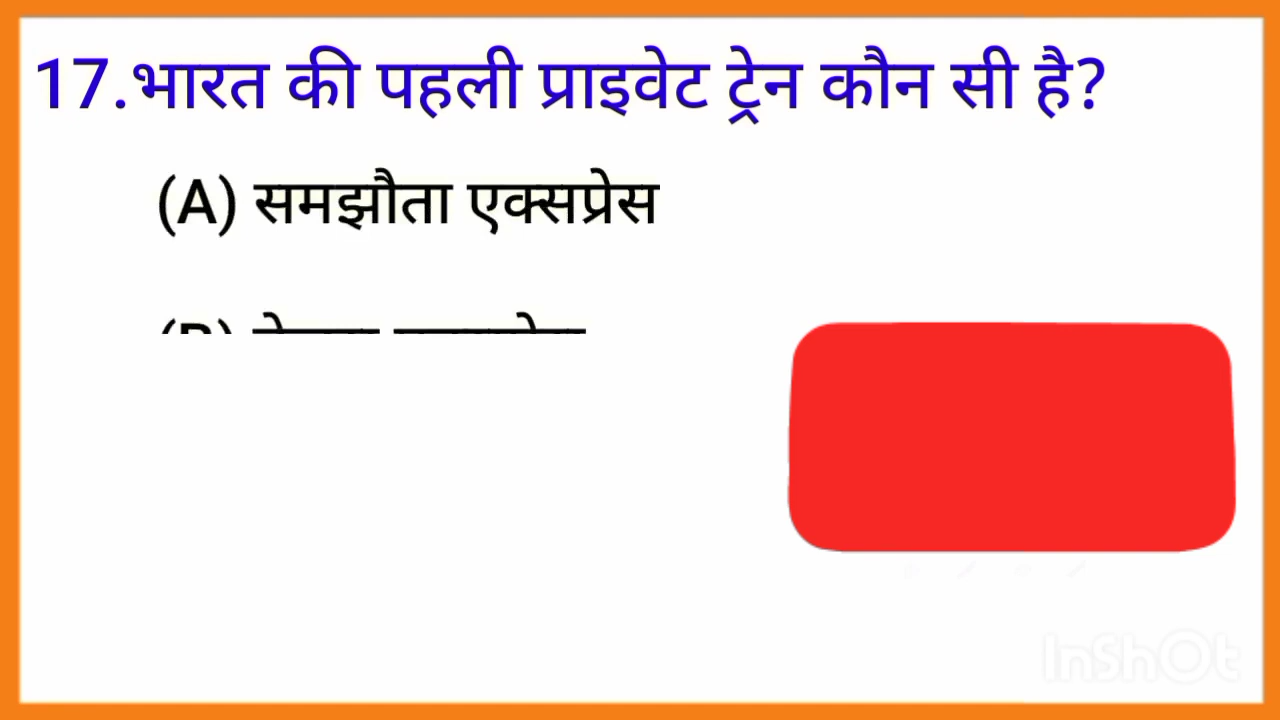 17.भारत की पहली प्राइवेट ट्रेन कौन सी है?
(A) समझौता एक्सप्रेस
(B)
InShOt